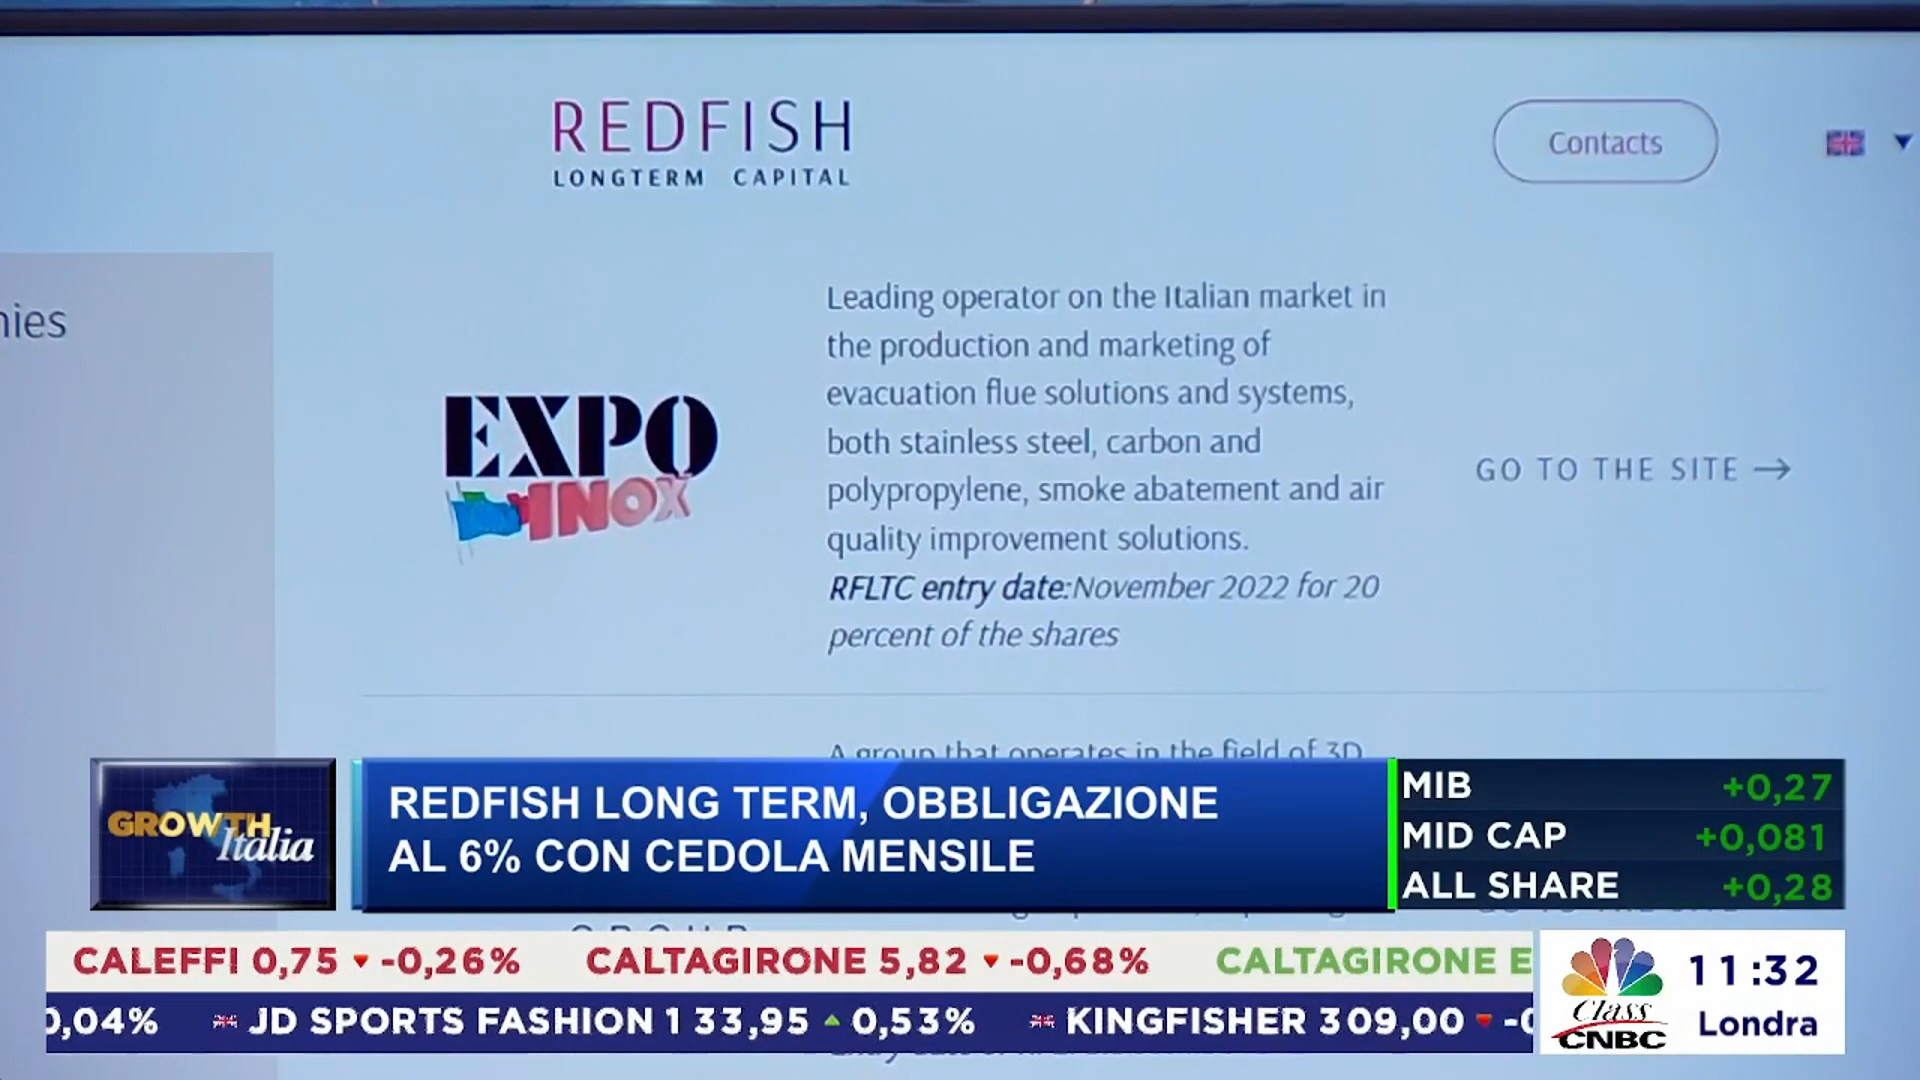 REDFISH
LONGTERM CAPITAL
Contacts
nies
EXPO
INOX
Leading operator on the Italian market in
the production and marketing of
evacuation flue solutions and systems,
both stainless steel, carbon and
polypropylene, smoke abatement and air
quality improvement solutions.
RFLTC entry date:November 2022 for 20
percent of the shares
GO TO THE SITE →
A group that operates in the field of 3D
GROWTH
Italia
REDFISH LONG TERM, OBBLIGAZIONE
AL 6% CON CEDOLA MENSILE
MIB +0,27
MID CAP +0,081
ALL SHARE +0,28
CALEFFI 0,75 ▼ -0,26% CALTAGIRONE 5,82 ▼ -0,68% CALTAGIRONE E
0,04% JD SPORTS FASHION 1 33,95 ▲ 0,53% KINGFISHER 309,00 ▼ -0
Class
CNBC
11:32
Londra